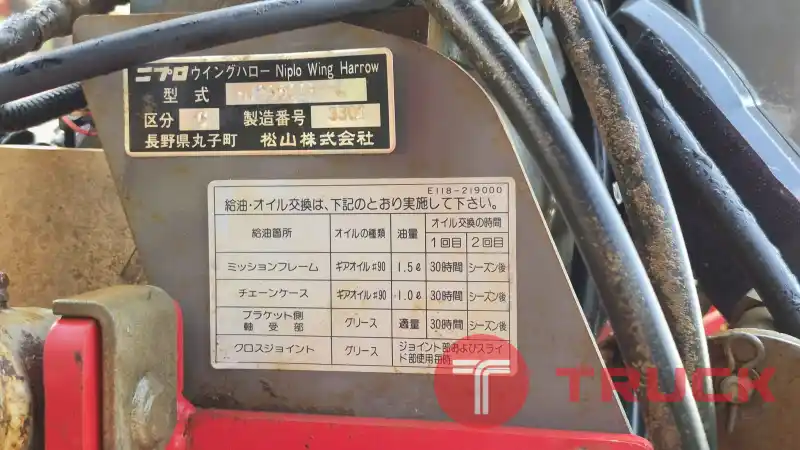 ニプロ ウイングハロー Niplo Wing Harrow
型式
区分 製造番号 330
長野県丸子町 松山株式会社
E118-219000
給油・オイル交換は、下記のとおり実施して下さい。
給油箇所 オイルの種類 油量 オイル交換の時間
1回目 2回目
ミッションフレーム ギアオイル#90 1.5ℓ 30時間 シーズン後
チェーンケース ギアオイル#90 1.0ℓ 30時間 シーズン後
ブラケット側
軸受部 グリース 適量 30時間 シーズン後
クロスジョイント グリース ジョイント部およびスライ
ド部使用毎時
TRUCK